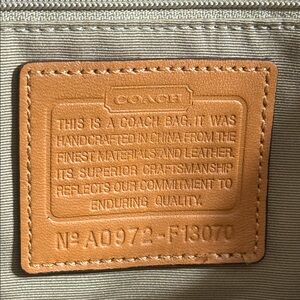 COACH
THIS IS A COACH BAG. IT WAS
HANDCRAFTED IN CHINA FROM THE
FINEST MATERIALS AND LEATHER.
ITS SUPERIOR CRAFTSMANSHIP
REFLECTS OUR COMMITMENT TO
ENDURING QUALITY.
Nº A0972-F13070